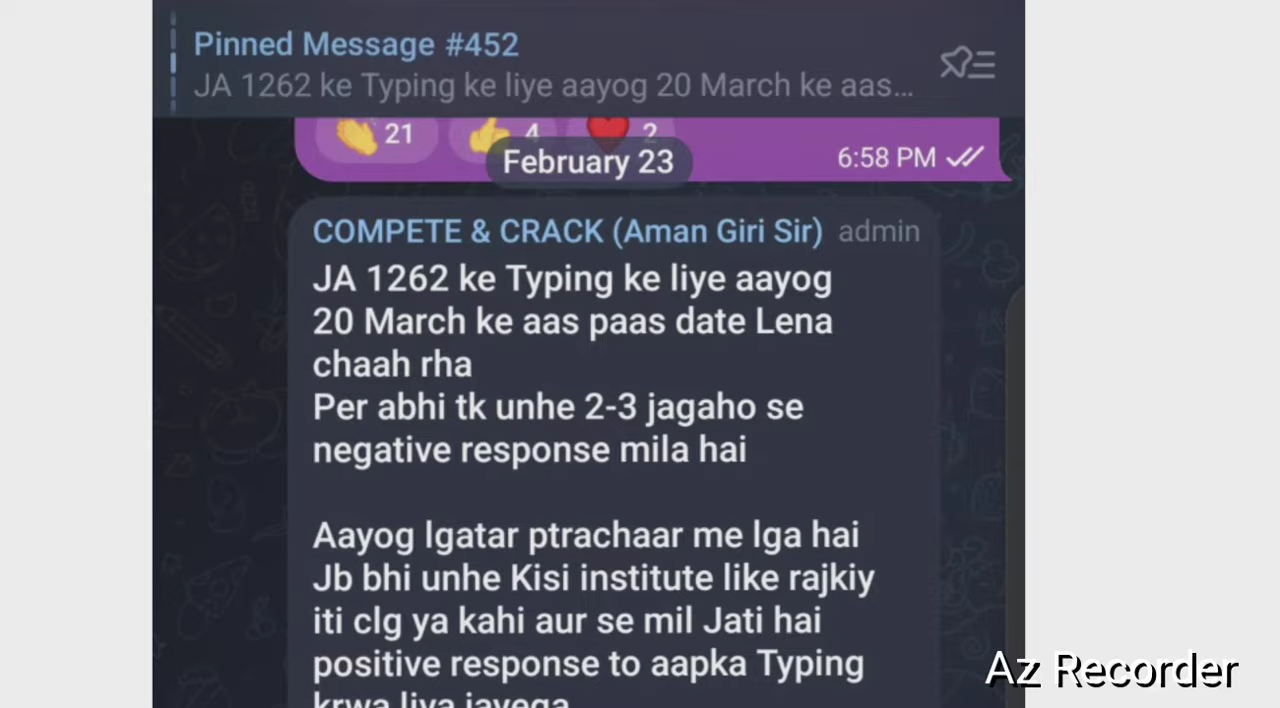 Pinned Message #452
JA 1262 ke Typing ke liye aayog 20 March ke aas...
21 4 2
6:58 PM
February 23
COMPETE & CRACK (Aman Giri Sir) admin
JA 1262 ke Typing ke liye aayog
20 March ke aas paas date Lena
chaah rha
Per abhi tk unhe 2-3 jagaho se
negative response mila hai
Aayog lgatar ptrachaar me lga hai
Jb bhi unhe Kisi institute like rajkiy
iti clg ya kahi aur se mil Jati hai
positive response to aapka Typing
krwa liya jayega
Az Recorder